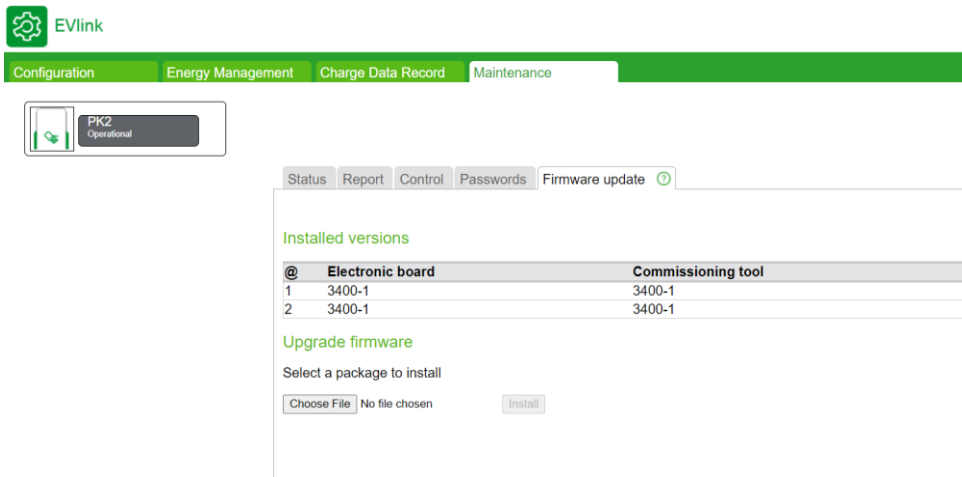 EVlink
Configuration Energy Management Charge Data Record Maintenance
PK2
Operational
Status Report Control Passwords Firmware update ?
Installed versions
@ Electronic board Commissioning tool
1 3400-1 3400-1
2 3400-1 3400-1
Upgrade firmware
Select a package to install
Choose File No file chosen Install